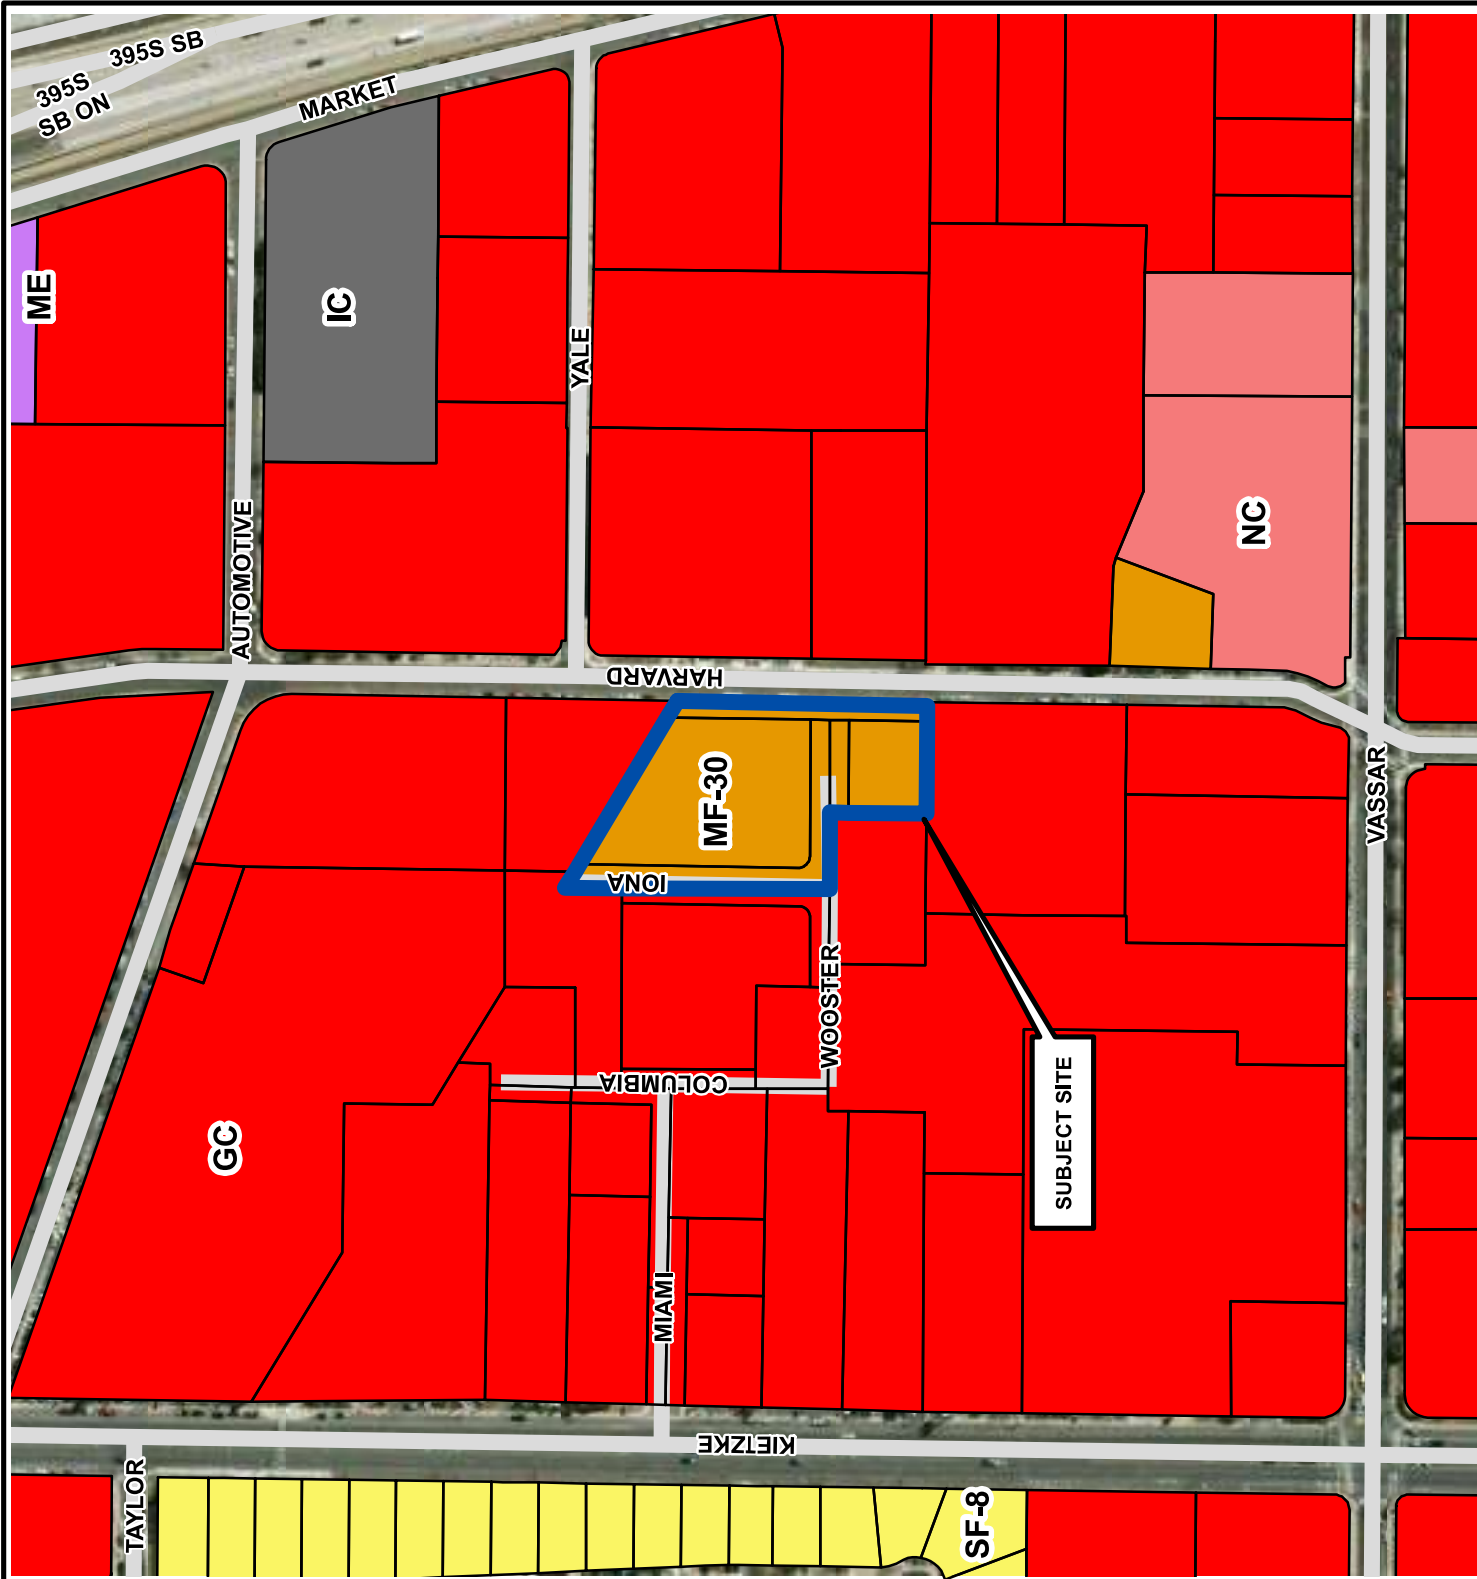 395S SB
395S
SB ON
MARKET
ME
IC
YALE
AUTOMOTIVE
NC
HARVARD
MF-30
VASSAR
IONA
WOOSTER
COLUMBIA
GC
SUBJECT SITE
MIAMI
KIETZKE
TAYLOR
SF-8